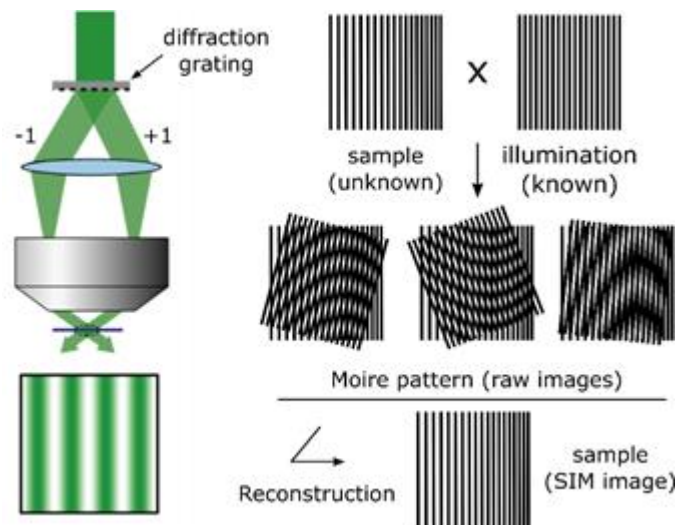 diffraction
grating
-1
+1
X
sample
(unknown)
illumination
(known)
Moire pattern (raw images)
Reconstruction
sample
(SIM image)